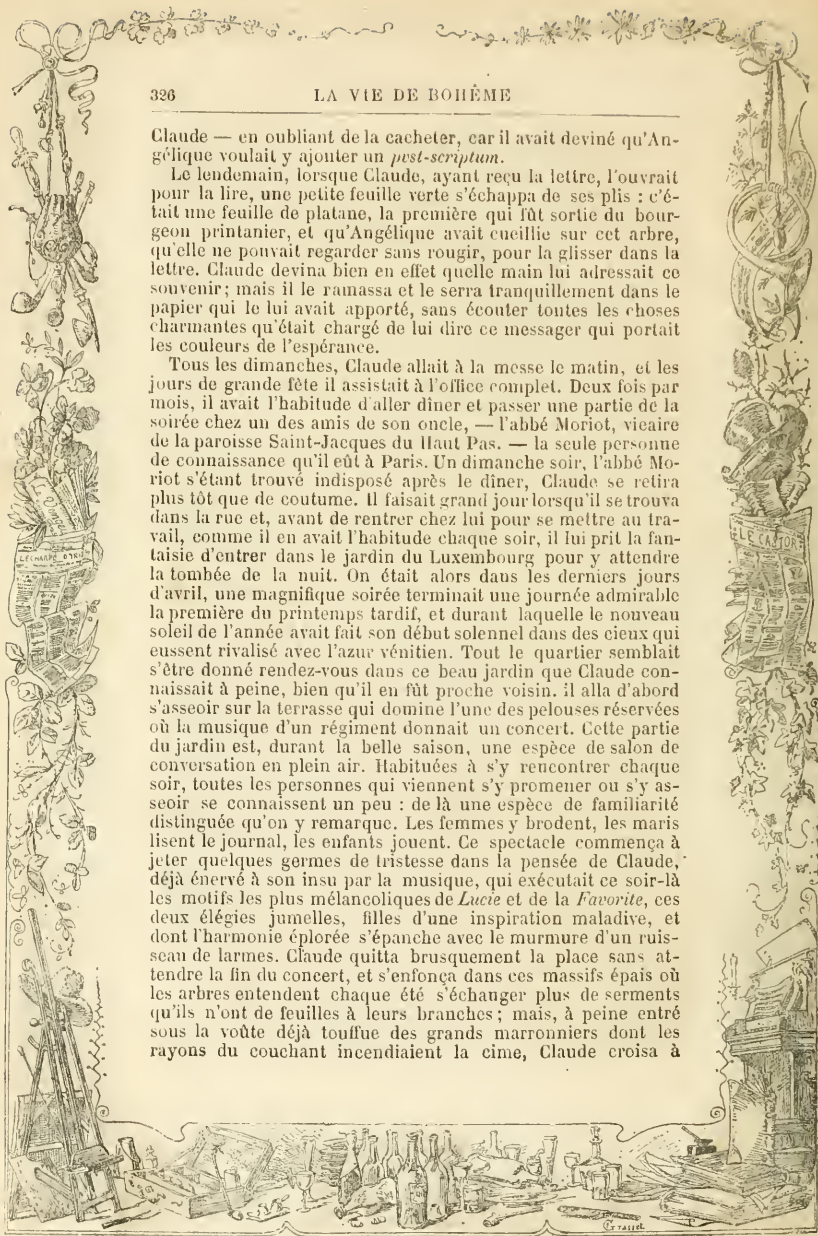 326 LA VIE DE BOHÊME
Claude — en oubliant de la cacheter, car il avait deviné qu'An-
gélique voulait y ajouter un post-scriptum.
Le lendemain, lorsque Claude, ayant reçu la lettre, l'ouvrait
pour la lire, une petite feuille verte s'échappa de ses plis : c'é-
tait une feuille de platane, la première qui fût sortie du bour-
geon printanier, et qu'Angélique avait cueillie sur cet arbre,
qu'elle ne pouvait regarder sans rougir, pour la glisser dans la
lettre. Claude devina bien en effet quelle main lui adressait ce
souvenir; mais il le ramassa et le serra tranquillement dans le
papier qui le lui avait apporté, sans écouter toutes les choses
charmantes qu'était chargé de lui dire ce messager qui portait
les couleurs de l'espérance.
Tous les dimanches, Claude allait à la messe le matin, et les
jours de grande fête il assistait à l'office complet. Deux fois par
mois, il avait l'habitude d'aller dîner et passer une partie de la
soirée chez un des amis de son oncle, — l'abbé Moriot, vicaire
de la paroisse Saint-Jacques du Haut Pas. — la seule personne
de connaissance qu'il eût à Paris. Un dimanche soir, l'abbé Mo-
riot s'étant trouvé indisposé après le dîner, Claude se retira
plus tôt que de coutume. Il faisait grand jour lorsqu'il se trouva
dans la rue et, avant de rentrer chez lui pour se mettre au tra-
vail, comme il en avait l'habitude chaque soir, il lui prit la fan-
taisie d'entrer dans le jardin du Luxembourg pour y attendre
la tombée de la nuit. On était alors dans les derniers jours
d'avril, une magnifique soirée terminait une journée admirable
la première du printemps tardif, et durant laquelle le nouveau
soleil de l'année avait fait son début solennel dans des cieux qui
eussent rivalisé avec l'azur vénitien. Tout le quartier semblait
s'être donné rendez-vous dans ce beau jardin que Claude con-
naissait à peine, bien qu'il en fût proche voisin. il alla d'abord
s'asseoir sur la terrasse qui domine l'une des pelouses réservées
où la musique d'un régiment donnait un concert. Cette partie
du jardin est, durant la belle saison, une espèce de salon de
conversation en plein air. Habituées à s'y rencontrer chaque
soir, toutes les personnes qui viennent s'y promener ou s'y as-
seoir se connaissent un peu : de là une espèce de familiarité
distinguée qu'on y remarque. Les femmes y brodent, les maris
lisent le journal, les enfants jouent. Ce spectacle commença à
jeter quelques germes de tristesse dans la pensée de Claude,
déjà énervé à son insu par la musique, qui exécutait ce soir-là
les motifs les plus mélancoliques de Lucie et de la Favorite, ces
deux élégies jumelles, filles d'une inspiration maladive, et
dont l'harmonie éplorée s'épanche avec le murmure d'un ruis-
seau de larmes. Claude quitta brusquement la place sans at-
tendre la fin du concert, et s'enfonça dans ces massifs épais où
les arbres entendent chaque été s'échanger plus de serments
qu'ils n'ont de feuilles à leurs branches; mais, à peine entré
sous la voûte déjà touffue des grands marronniers dont les
rayons du couchant incendiaient la cime, Claude croisa à
LE CASTOR
Grasset